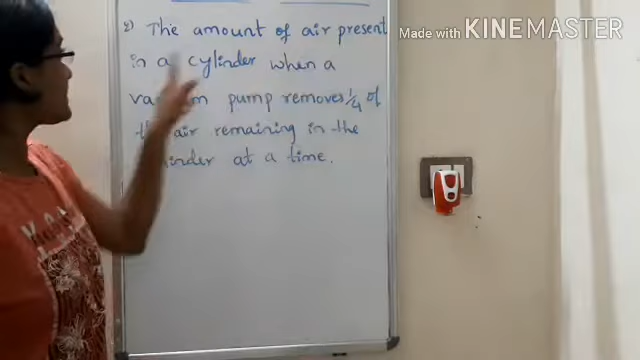 Made with KINEMASTER
2) The amount of air present
in a cylinder when a
pump removes 1/4 of
air remaining in the
at a time.